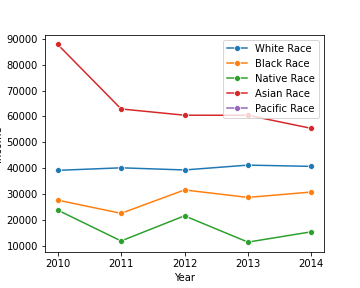 90000
80000
70000
60000
50000
40000
30000
20000
10000
White Race
Black Race
Native Race
Asian Race
Pacific Race
2010 2011 2012 2013 2014
Year